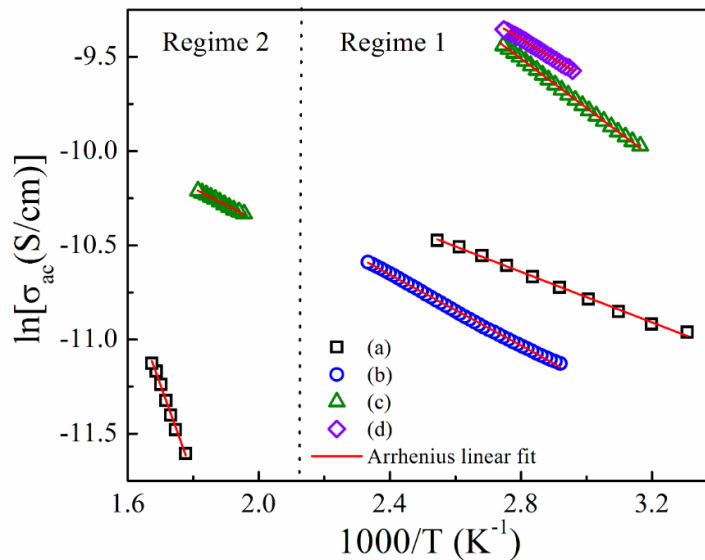 Regime 2
Regime 1
ln[σac(S/cm)]
-9.5
-10.0
-10.5
-11.0
-11.5
(a)
(b)
(c)
(d)
Arrhenius linear fit
1.6
2.0
2.4
2.8
3.2
1000/T (K⁻¹)